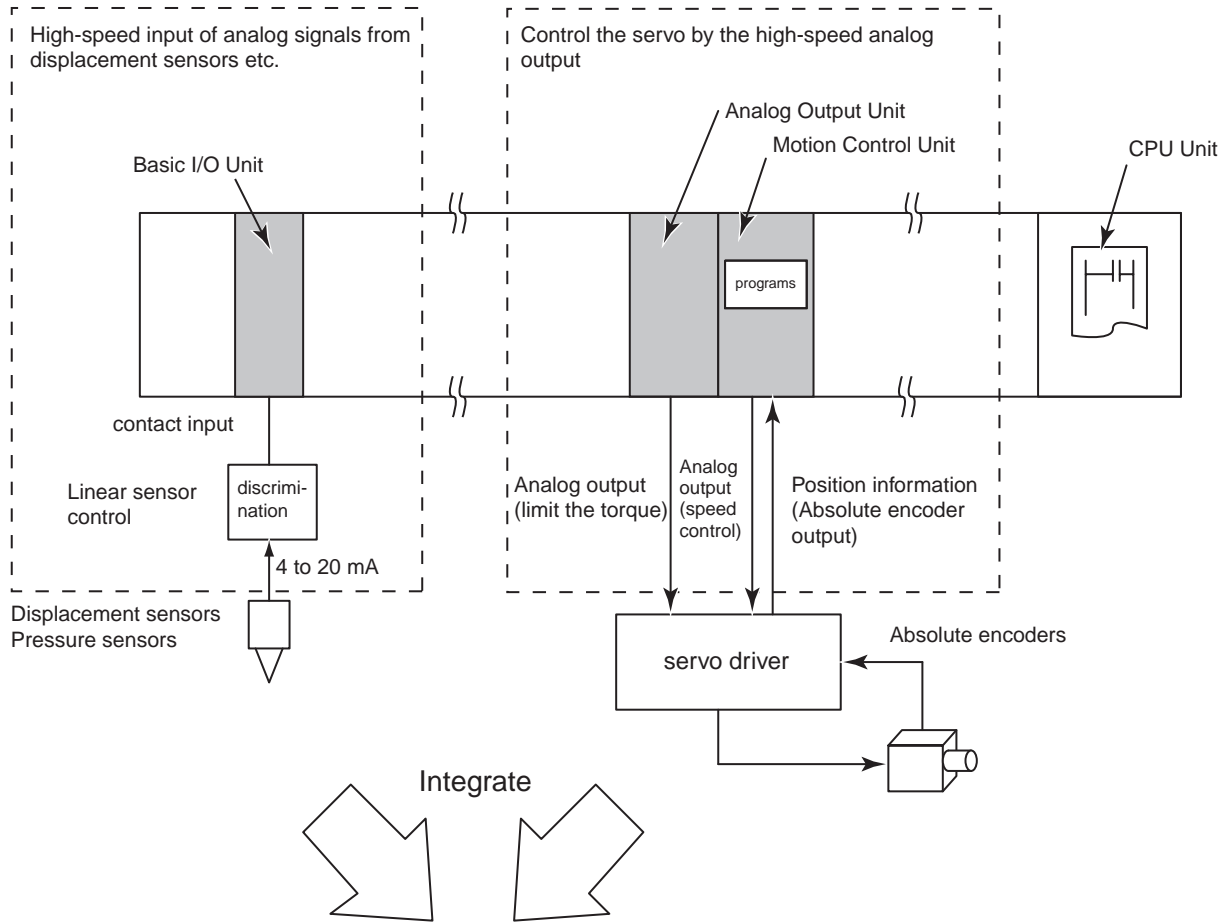 High-speed input of analog signals from
displacement sensors etc.
Control the servo by the high-speed analog
output
Analog Output Unit
Motion Control Unit
CPU Unit
Basic I/O Unit
programs
contact input
Linear sensor
control
discrimi-
nation
4 to 20 mA
Analog output
(limit the torque)
Analog
output
(speed
control)
Position information
(Absolute encoder
output)
Displacement sensors
Pressure sensors
servo driver
Absolute encoders
Integrate